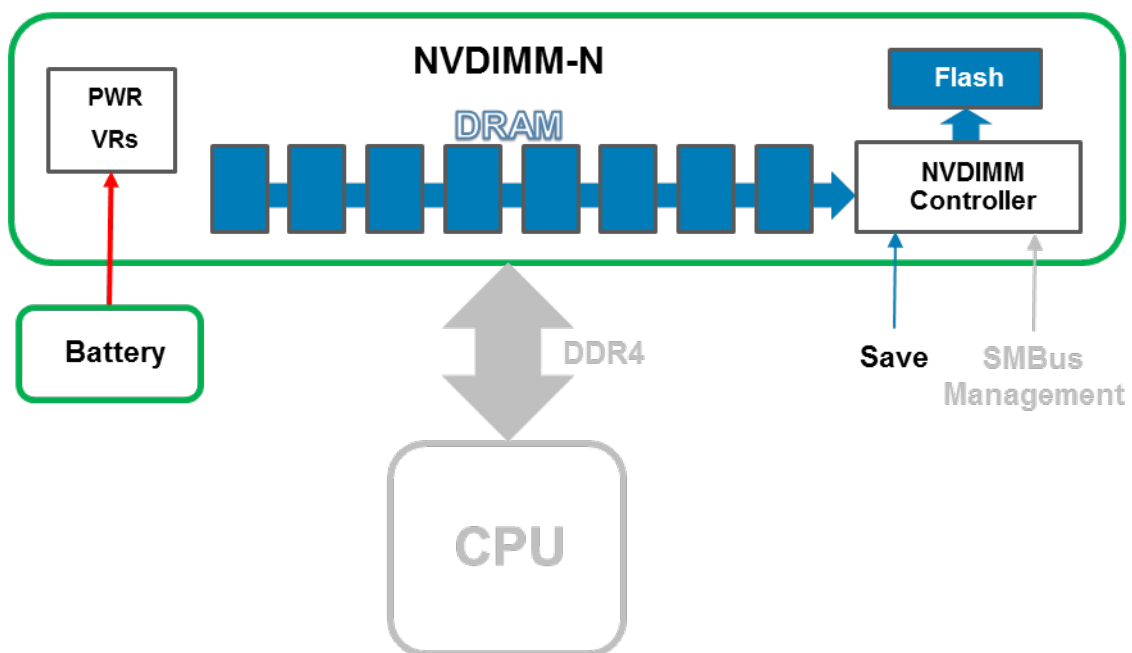 NVDIMM-N
PWR
VRs
DRAM
Flash
NVDIMM
Controller
Battery
DDR4
Save
SMBus
Management
CPU